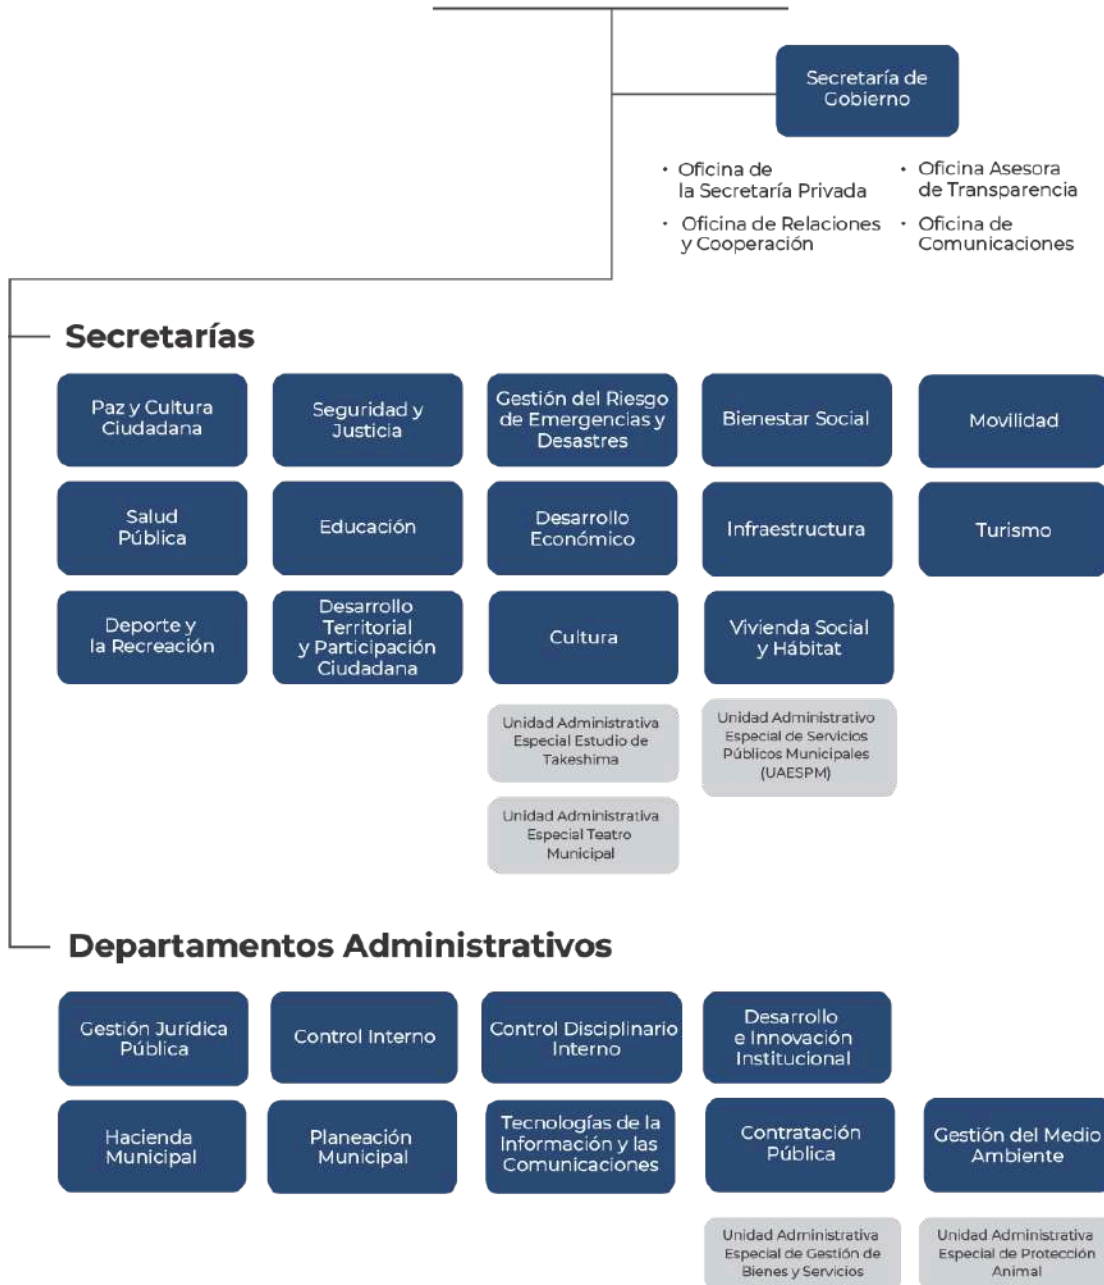 Secretaría de
Gobierno
• Oficina de
la Secretaría Privada
• Oficina Asesora
de Transparencia
• Oficina de Relaciones
y Cooperación
• Oficina de
Comunicaciones
Secretarías
Paz y Cultura
Ciudadana
Seguridad y
Justicia
Gestión del Riesgo
de Emergencias y
Desastres
Bienestar Social
Movilidad
Salud
Pública
Educación
Desarrollo
Económico
Infraestructura
Turismo
Deporte y
la Recreación
Desarrollo
Territorial
y Participación
Ciudadana
Cultura
Vivienda Social
y Hábitat
Unidad Administrativa
Especial Estudio de
Takeshima
Unidad Administrativo
Especial de Servicios
Públicos Municipales
(UAESPM)
Unidad Administrativa
Especial Teatro
Municipal
Departamentos Administrativos
Gestión Jurídica
Pública
Control Interno
Control Disciplinario
Interno
Desarrollo
e Innovación
Institucional
Hacienda
Municipal
Planeación
Municipal
Tecnologías de la
Información y las
Comunicaciones
Contratación
Pública
Gestión del Medio
Ambiente
Unidad Administrativa
Especial de Gestión de
Bienes y Servicios
Unidad Administrativa
Especial de Protección
Animal